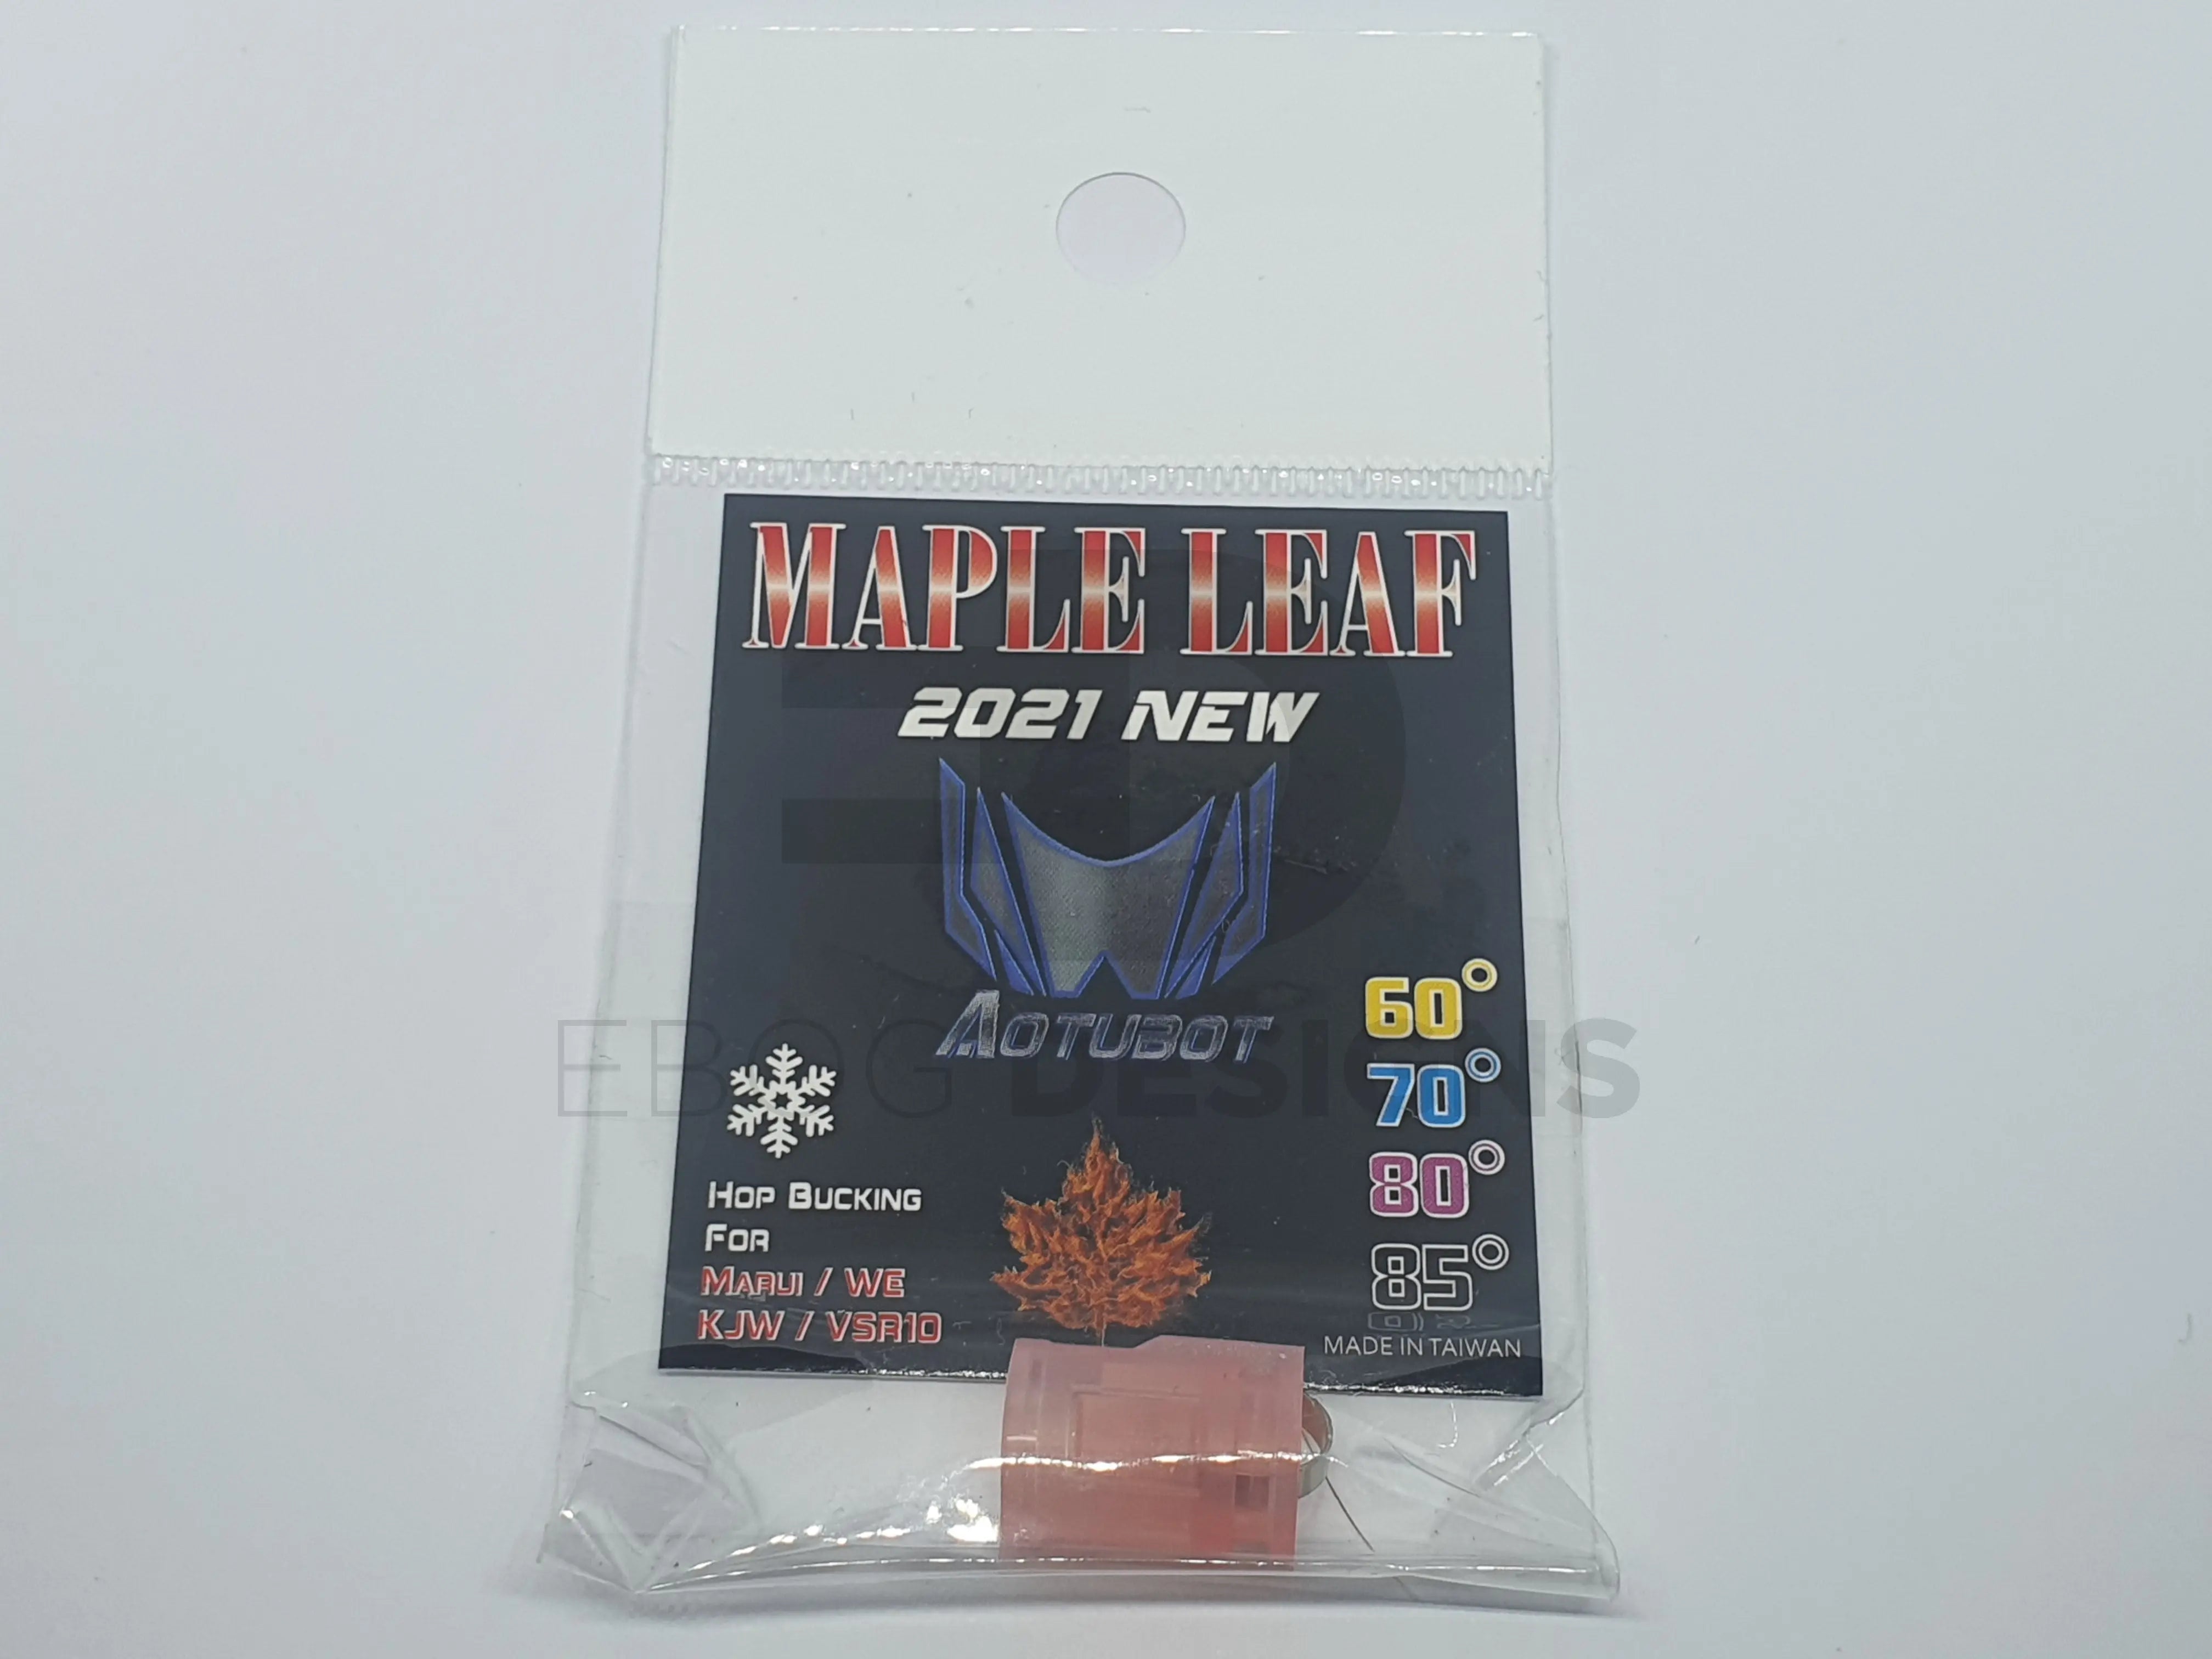 MAPLE LEAF
2021 NEW
AOTUBOT
EBOG DESIGNS
60°
70°
80°
85°
HOP BUCKING
FOR
MARUI / WE
KJW / VSR10
MADE IN TAIWAN